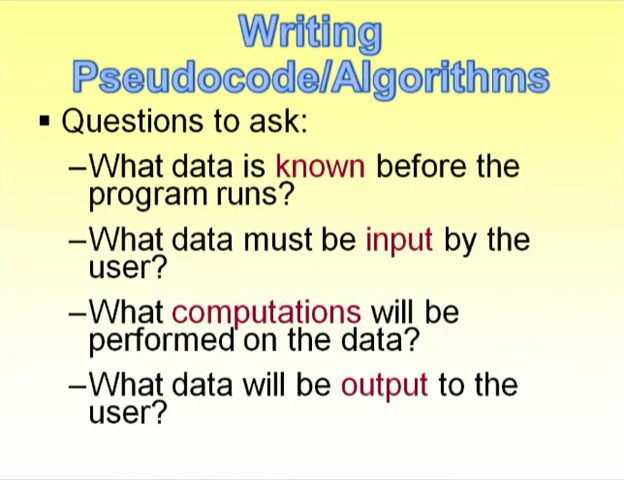 Writing
Pseudocode/Algorithms
▪ Questions to ask:
–What data is known before the
program runs?
–What data must be input by the
user?
–What computations will be
performed on the data?
–What data will be output to the
user?